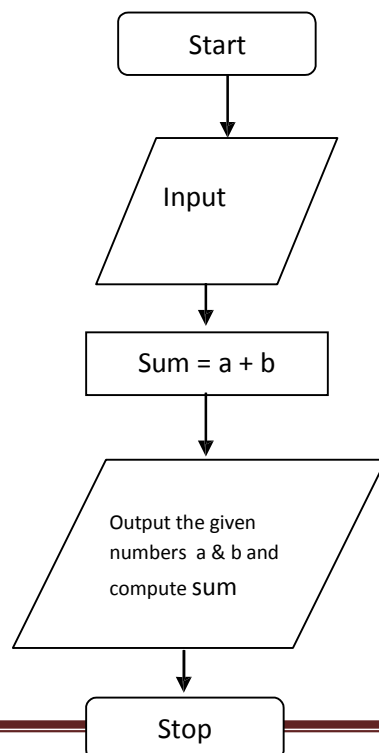 Start
Input
Sum = a + b
Output the given
numbers a & b and
compute sum
Stop